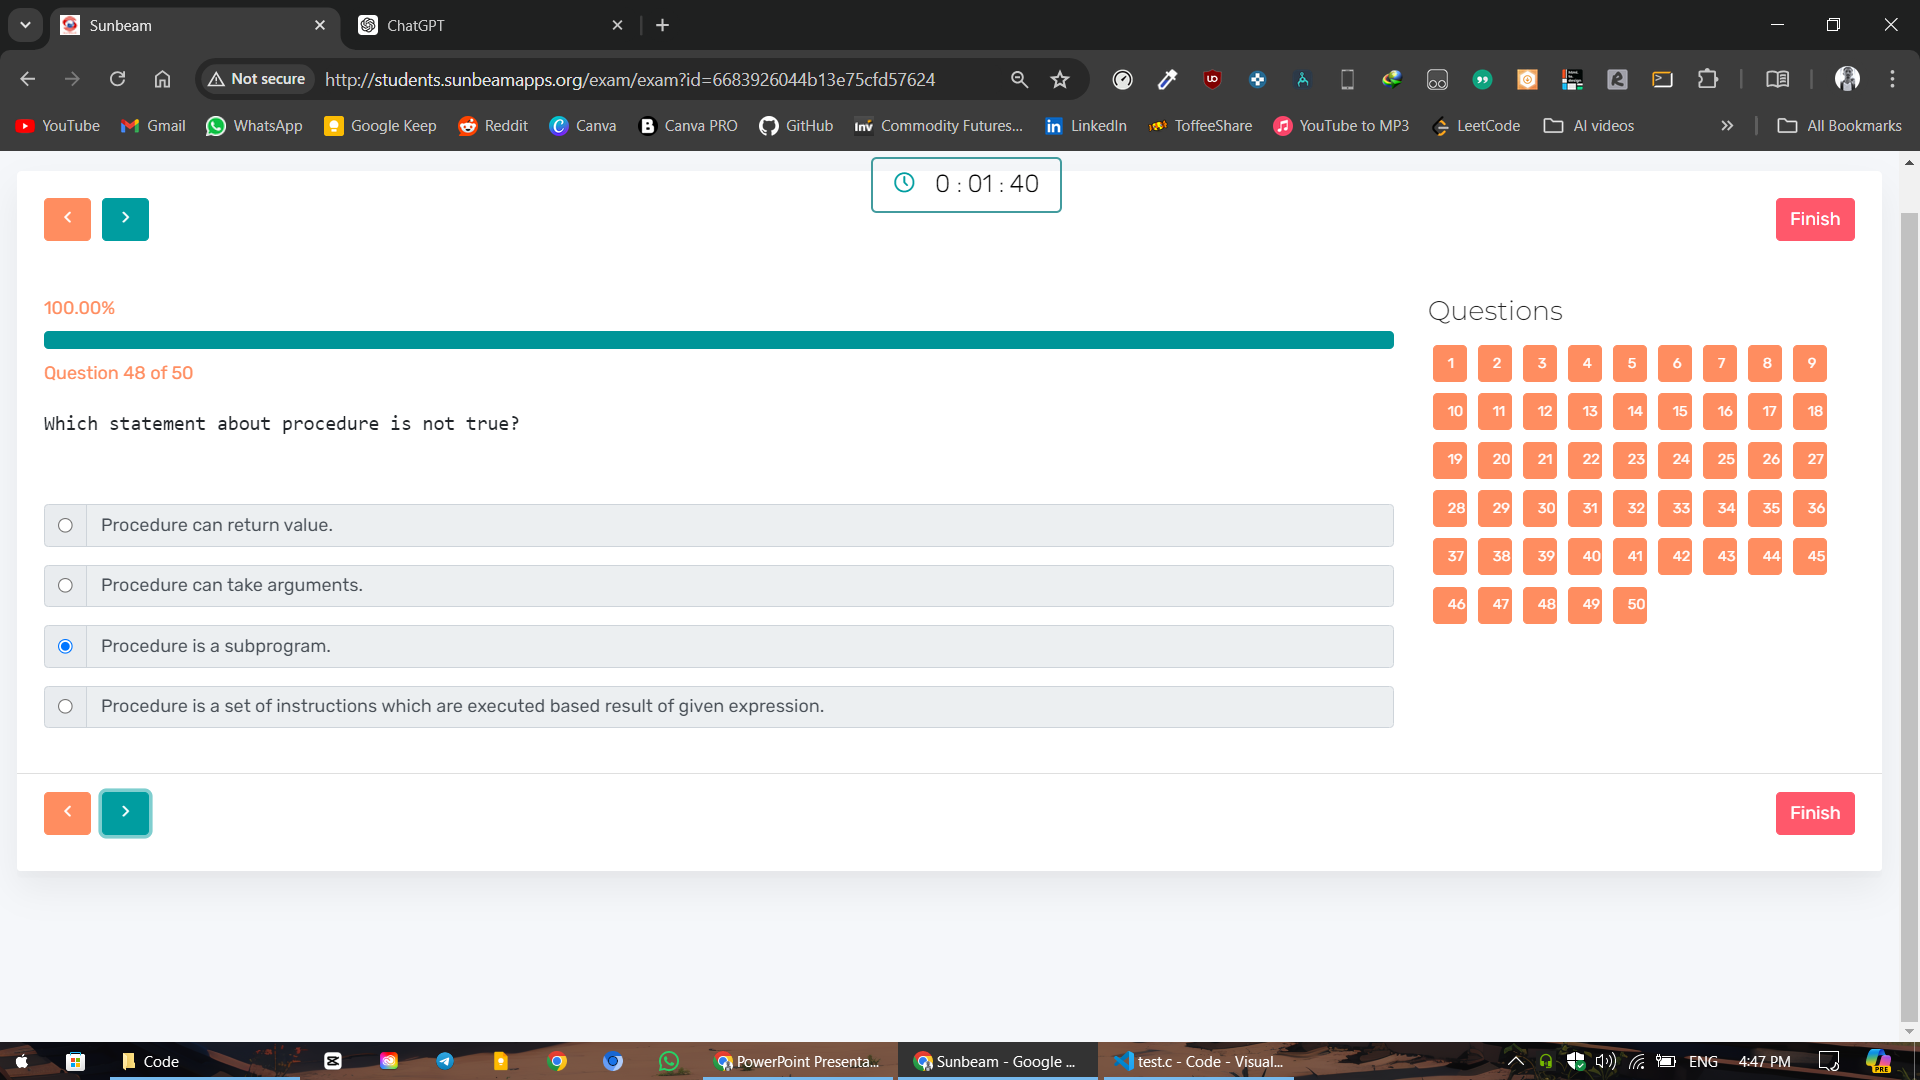 Sunbeam
ChatGPT
Not secure
http://students.sunbeamapps.org/exam/exam?id=6683926044b13e75cfd57624
YouTube
Gmail
WhatsApp
Google Keep
Reddit
Canva
Canva PRO
GitHub
Inv Commodity Futures...
LinkedIn
ToffeeShare
YouTube to MP3
LeetCode
AI videos
All Bookmarks
0 : 01 : 40
Finish
100.00%
Question 48 of 50
Which statement about procedure is not true?
Procedure can return value.
Procedure can take arguments.
Procedure is a subprogram.
Procedure is a set of instructions which are executed based result of given expression.
Questions
1 2 3 4 5 6 7 8 9
10 11 12 13 14 15 16 17 18
19 20 21 22 23 24 25 26 27
28 29 30 31 32 33 34 35 36
37 38 39 40 41 42 43 44 45
46 47 48 49 50
Finish
Code
PowerPoint Presenta...
Sunbeam - Google ...
test.c - Code - Visual...
ENG
4:47 PM
PRE